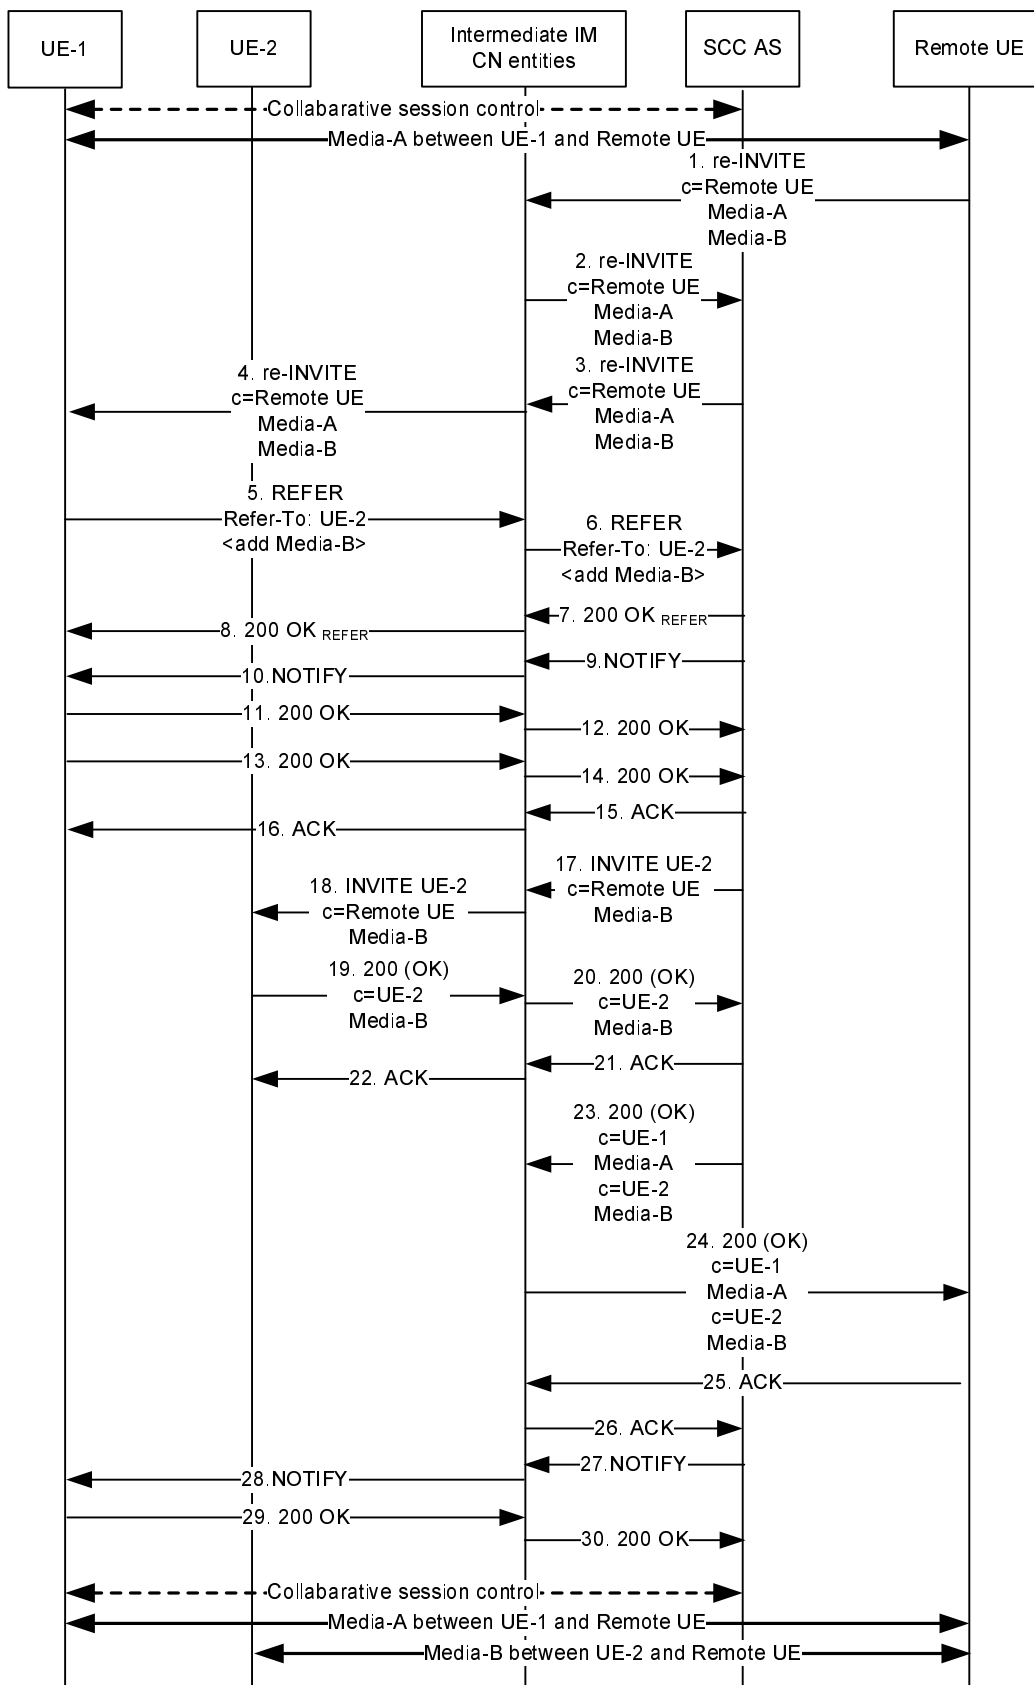 UE-1
UE-2
Intermediate IM
CN entities
SCC AS
Remote UE
Collabarative session control
Media-A between UE-1 and Remote UE
1. re-INVITE
c=Remote UE
Media-A
Media-B
2. re-INVITE
c=Remote UE
Media-A
Media-B
3. re-INVITE
c=Remote UE
Media-A
Media-B
4. re-INVITE
c=Remote UE
Media-A
Media-B
5. REFER
Refer-To: UE-2
<add Media-B>
6. REFER
Refer-To: UE-2
<add Media-B>
7. 200 OK REFER
8. 200 OK REFER
9.NOTIFY
10.NOTIFY
11. 200 OK
12. 200 OK
13. 200 OK
14. 200 OK
15. ACK
16. ACK
17. INVITE UE-2
c=Remote UE
Media-B
18. INVITE UE-2
c=Remote UE
Media-B
19. 200 (OK)
c=UE-2
Media-B
20. 200 (OK)
c=UE-2
Media-B
21. ACK
22. ACK
23. 200 (OK)
c=UE-1
Media-A
c=UE-2
Media-B
24. 200 (OK)
c=UE-1
Media-A
c=UE-2
Media-B
25. ACK
26. ACK
27.NOTIFY
28.NOTIFY
29. 200 OK
30. 200 OK
Collabarative session control
Media-A between UE-1 and Remote UE
Media-B between UE-2 and Remote UE